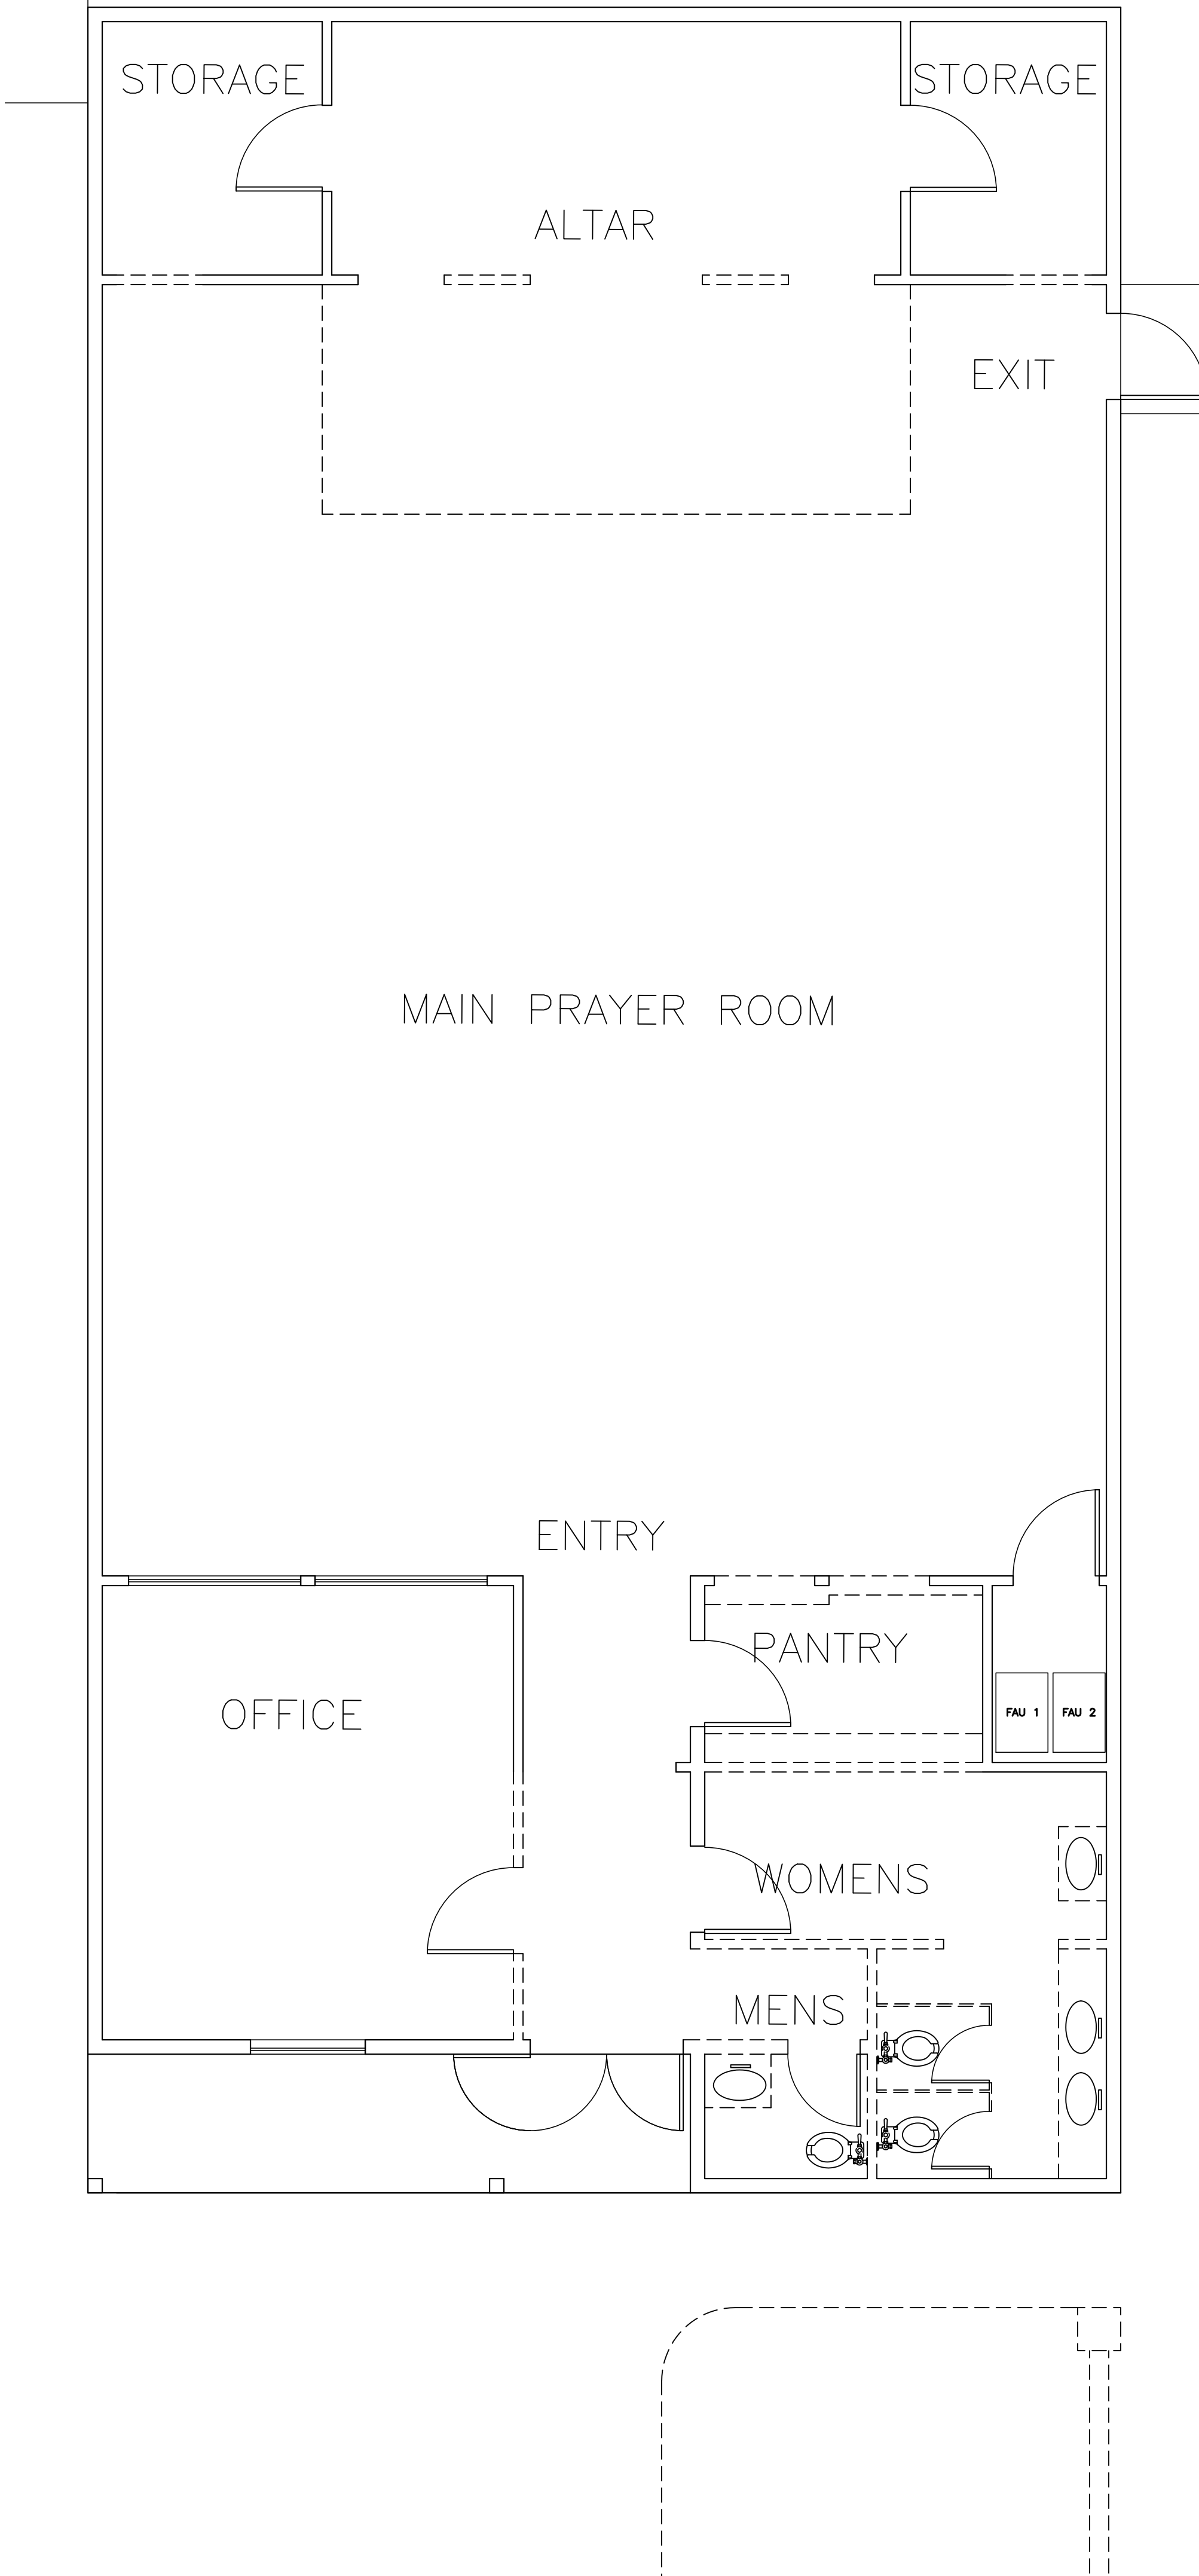 STORAGE
STORAGE
ALTAR
EXIT
MAIN PRAYER ROOM
ENTRY
PANTRY
OFFICE
FAU 1
FAU 2
WOMENS
MENS